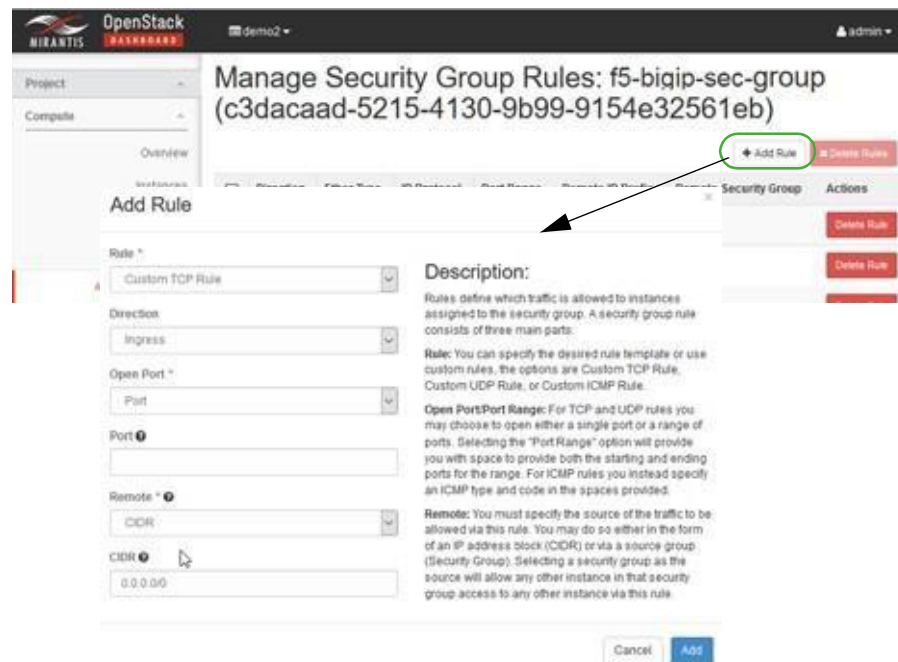 MIRANTIS
OpenStack
DASHBOARD
demo2
admin
Manage Security Group Rules: f5-bigip-sec-group
(c3dacaad-5215-4130-9b99-9154e32561eb)
Project
Compute
Overview
Instances
+ Add Rule
Delete Rules
Direction Ether Type IP Protocol Port Range Remote IP Prefix Remote Security Group Actions
Delete Rule
Delete Rule
Add Rule
×
Rule *
Custom TCP Rule
Direction
Ingress
Open Port *
Port
Port
Remote *
CIDR
CIDR
0.0.0.0/0
Description:
Rules define which traffic is allowed to instances
assigned to the security group. A security group rule
consists of three main parts:
Rule: You can specify the desired rule template or use
custom rules, the options are Custom TCP Rule,
Custom UDP Rule, or Custom ICMP Rule.
Open Port/Port Range: For TCP and UDP rules you
may choose to open either a single port or a range of
ports. Selecting the "Port Range" option will provide
you with space to provide both the starting and ending
ports for the range. For ICMP rules you instead specify
an ICMP type and code in the spaces provided.
Remote: You must specify the source of the traffic to be
allowed via this rule. You may do so either in the form
of an IP address block (CIDR) or via a source group
(Security Group). Selecting a security group as the
source will allow any other instance in that security
group access to any other instance via this rule.
Cancel
Add